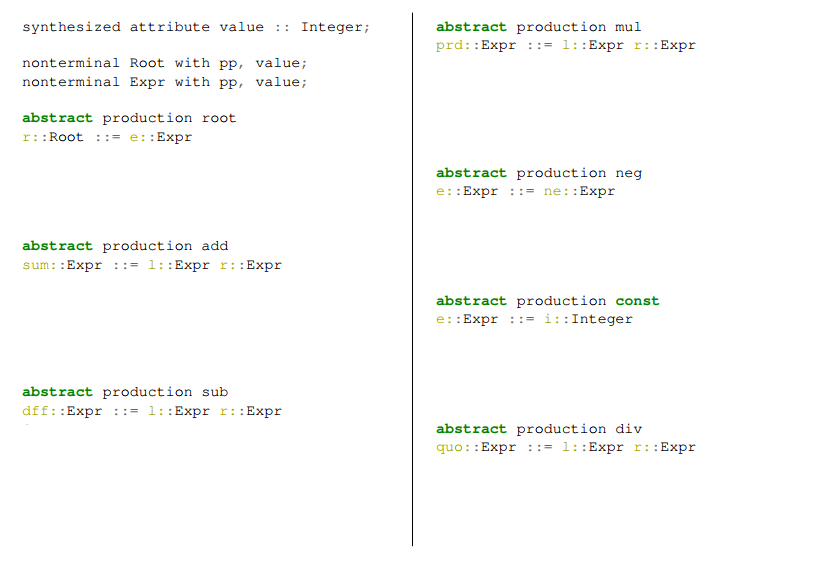 synthesized attribute value :: Integer;
nonterminal Root with pp, value;
nonterminal Expr with pp, value;
abstract production root
r::Root ::= e::Expr
abstract production add
sum::Expr ::= l::Expr r::Expr
abstract production sub
dff::Expr ::= l::Expr r::Expr
abstract production mul
prd::Expr ::= l::Expr r::Expr
abstract production neg
e::Expr ::= ne::Expr
abstract production const
e::Expr ::= i::Integer
abstract production div
quo::Expr ::= l::Expr r::Expr